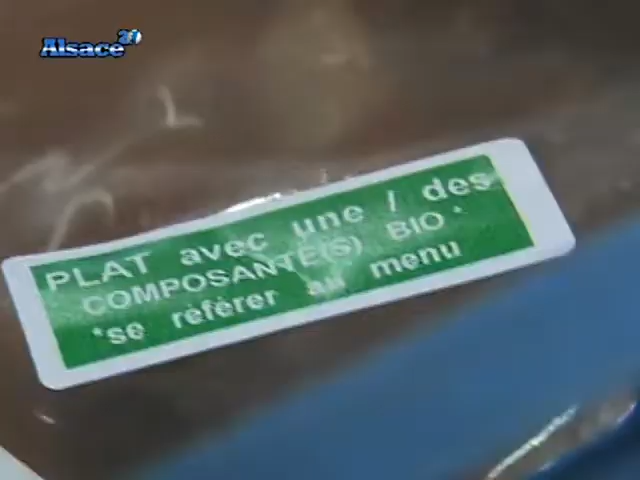 Alsace 20
PLAT avec une / des
COMPOSANTE(S) BIO *
*se référer au menu